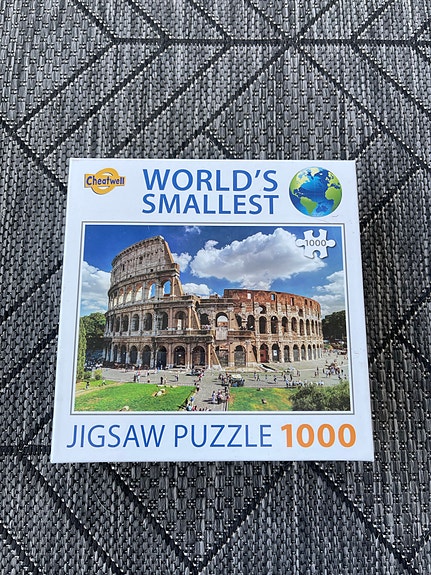 Cheatwell
WORLD'S
SMALLEST
1000
JIGSAW PUZZLE 1000